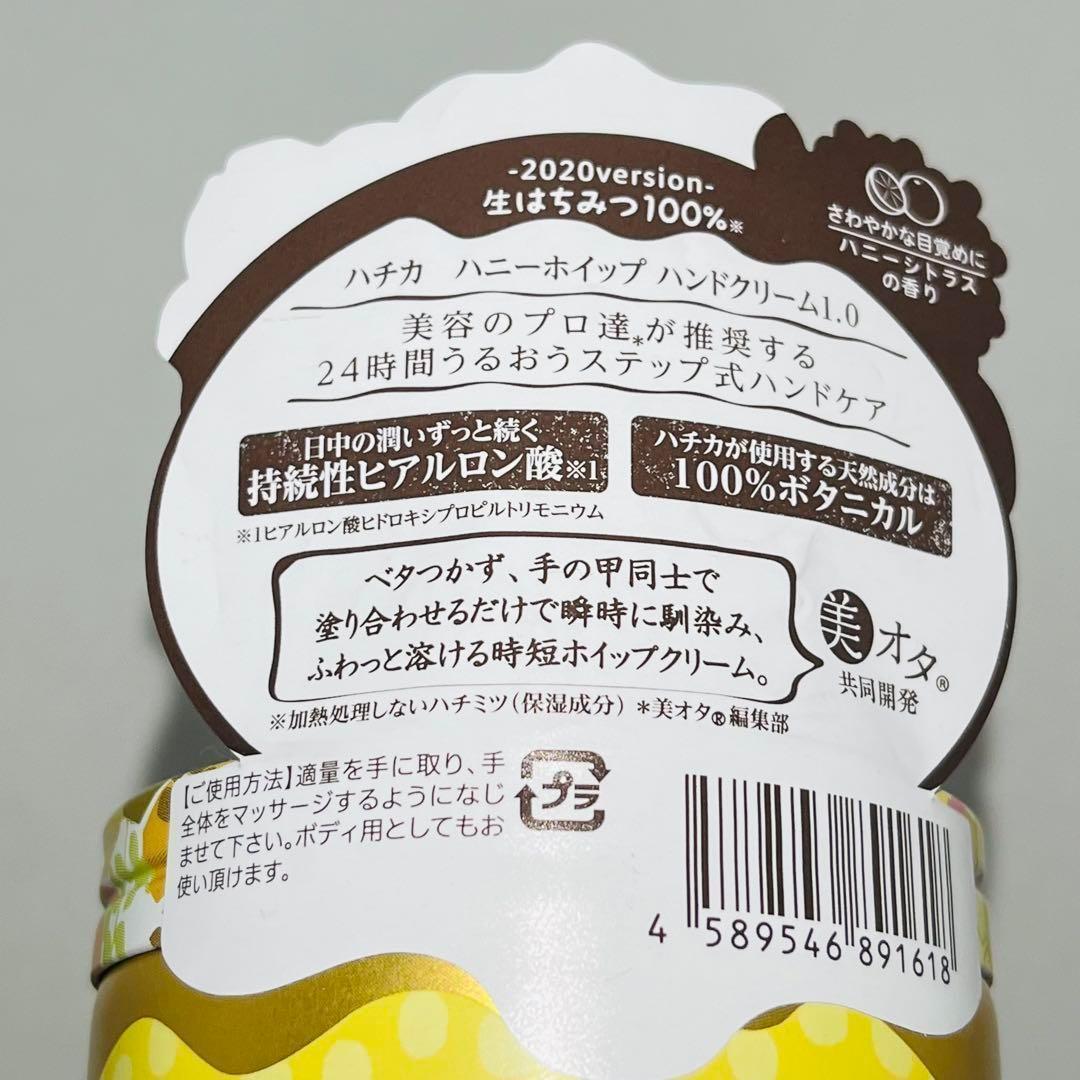 -2020version-
生はちみつ100%※
さわやかな目覚めに
ハニーシトラス
の香り
ハチカ ハニーホイップ ハンドクリーム1.0
美容のプロ達*が推奨する
24時間うるおうステップ式ハンドケア
日中の潤いずっと続く
持続性ヒアルロン酸※1
※1ヒアルロン酸ヒドロキシプロピルトリモニウム
ハチカが使用する天然成分は
100%ボタニカル
ベタつかず、手の甲同士で
塗り合わせるだけで瞬時に馴染み、
ふわっと溶ける時短ホイップクリーム。
美オタ®
共同開発
※加熱処理しないハチミツ(保湿成分) *美オタ®編集部
【ご使用方法】適量を手に取り、手
全体をマッサージするようになじ
ませて下さい。ボディ用としてもお
使い頂けます。
プラ
4 589546 891618